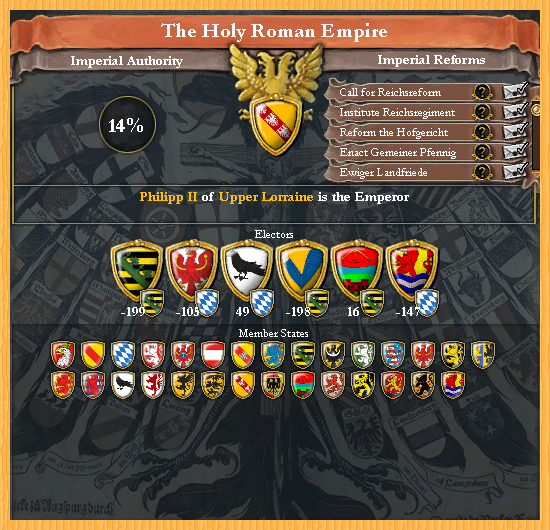 The Holy Roman Empire
Imperial Authority
Imperial Reforms
14%
Call for Reichsreform
Institute Reichsregiment
Reform the Hofgericht
Enact Gemeiner Pfennig
Ewiger Landfriede
Philipp II of Upper Lorraine is the Emperor
Electors
-199 -105 49 -198 16 -147
Member States